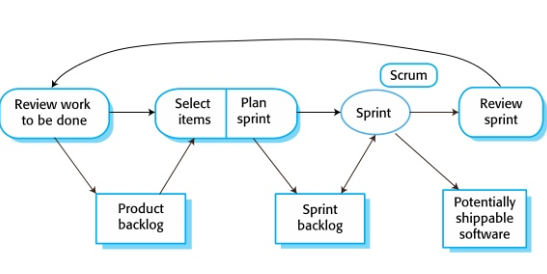 Scrum
Review work
to be done
Select
items
Plan
sprint
Sprint
Review
sprint
Product
backlog
Sprint
backlog
Potentially
shippable
software